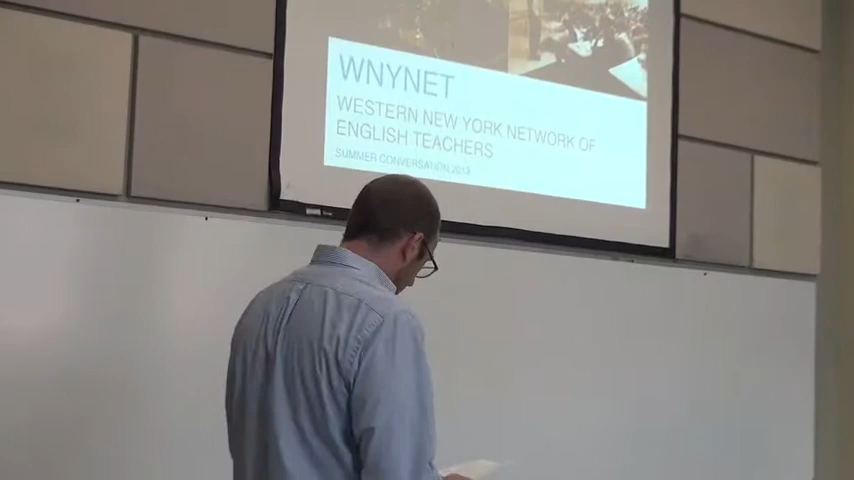 WNYNET
WESTERN NEW YORK NETWORK OF
ENGLISH TEACHERS
SUMMER CONVERSATION 2013